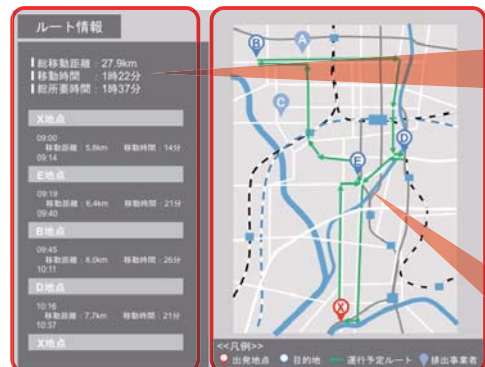 ルート情報
総移動距離：27.9km
移動時間　：1時22分
総所要時間：1時37分
X地点
09:00
移動距離：5.8km　移動時間：14分
09:14
E地点
09:19
移動距離：6.4km　移動時間：21分
09:40
B地点
09:45
移動距離：8.0km　移動時間：26分
10:11
D地点
10:16
移動距離：7.7km　移動時間：21分
10:37
X地点
B
A
C
D
E
X
<<凡例>>
出発地点　目的地　運行予定ルート　排出事業者